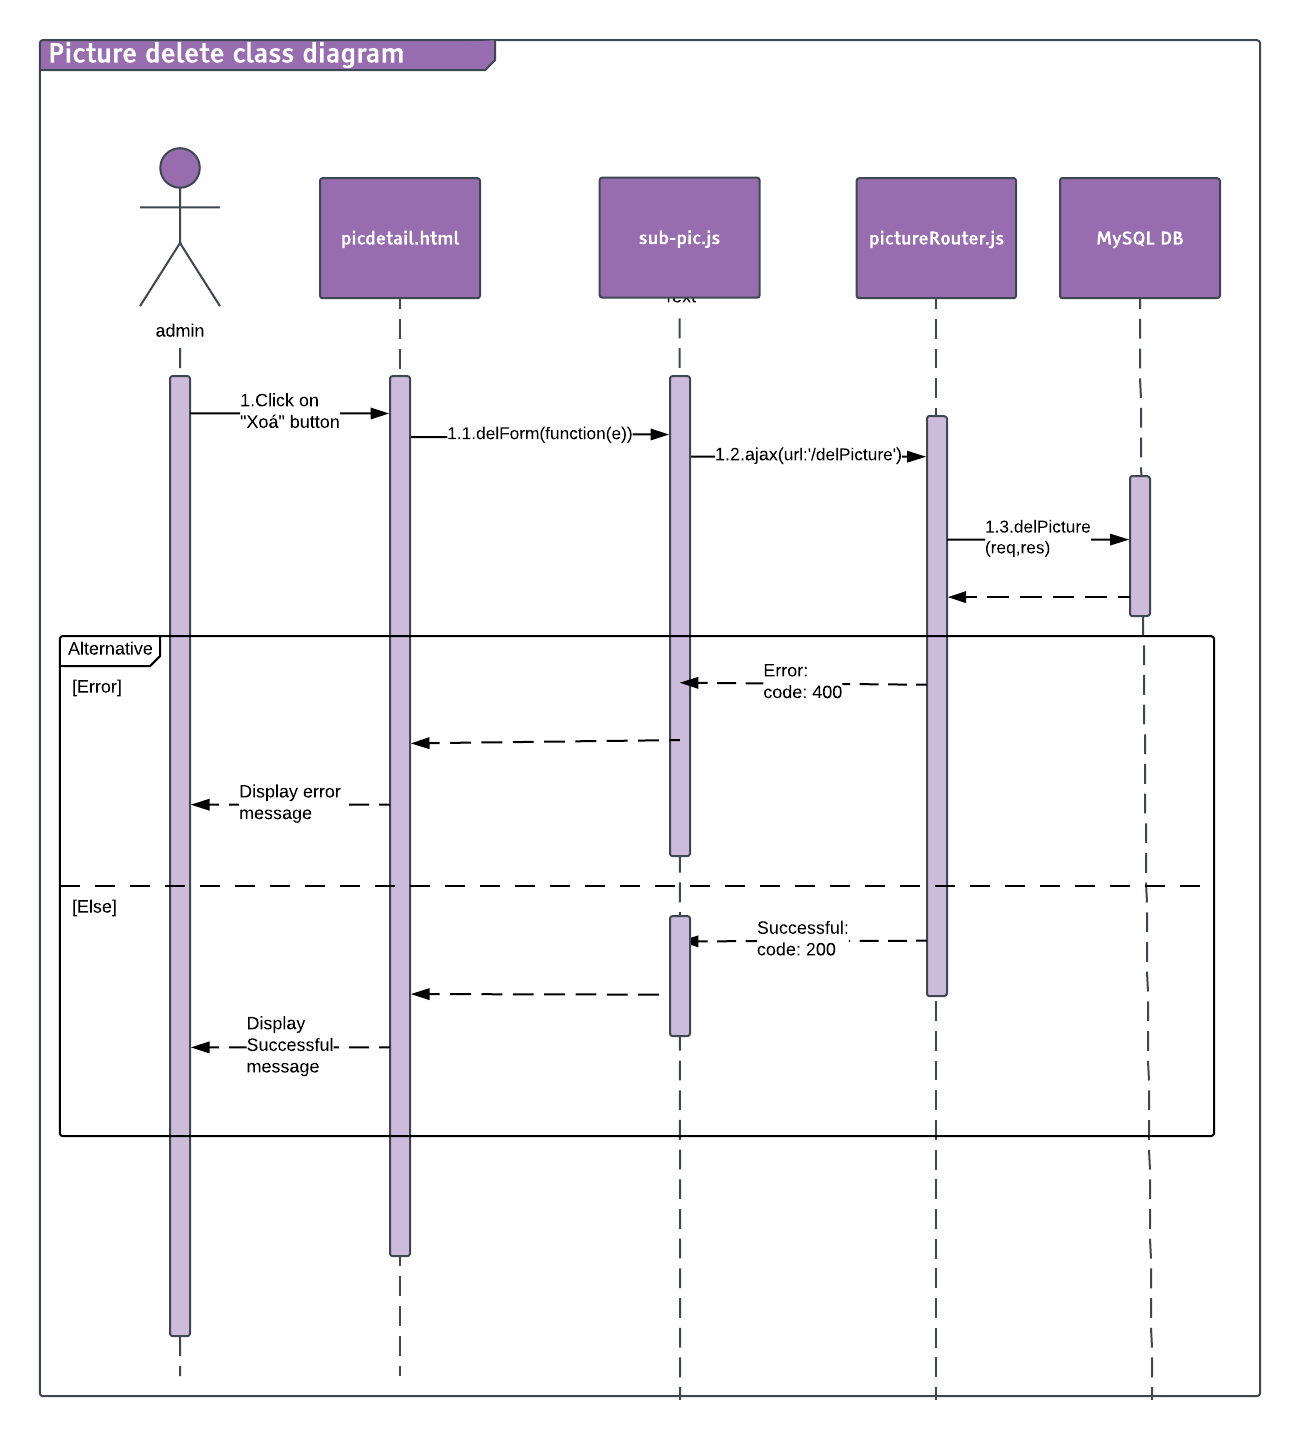 Picture delete class diagram
picdetail.html
sub-pic.js
pictureRouter.js
MySQL DB
Text
admin
1.Click on
"Xoá" button
1.1.delForm(function(e))
1.2.ajax(url:'/delPicture')
1.3.delPicture
(req,res)
Alternative
[Error]
Error:
code: 400
Display error
message
[Else]
Successful:
code: 200
Display
Successful
message